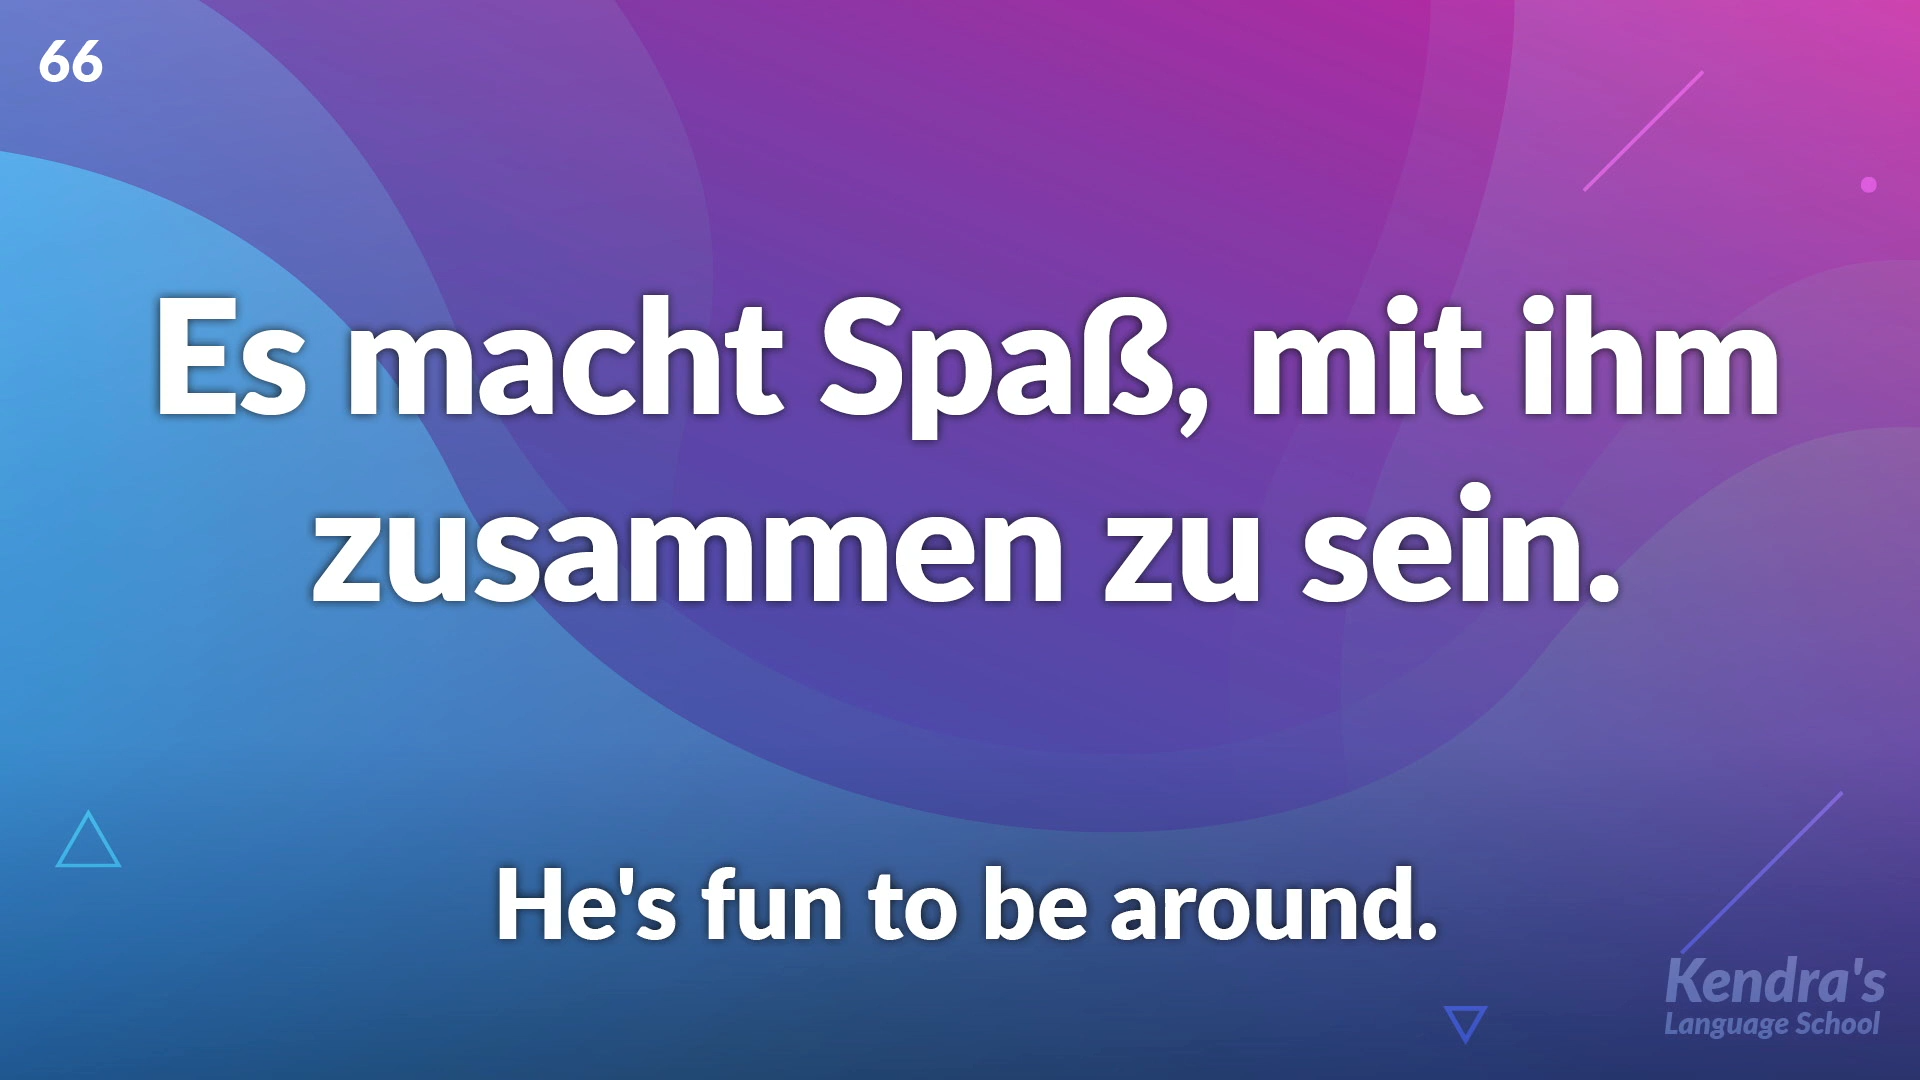 66
Es macht Spaß, mit ihm
zusammen zu sein.
He's fun to be around.
Kendra's
Language School